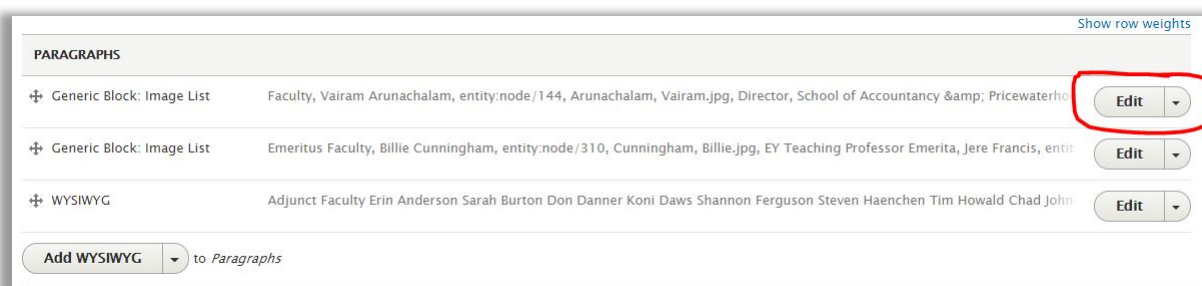 Show row weights
PARAGRAPHS
Generic Block: Image List Faculty, Vairam Arunachalam, entity:node/144, Arunachalam, Vairam.jpg, Director, School of Accountancy &amp; Edit
Generic Block: Image List Emeritus Faculty, Billie Cunningham, entity:node/310, Cunningham, Billie.jpg, EY Teaching Professor Emerita, Jere Francis, Edit
WYSIWYG Adjunct Faculty Erin Anderson Sarah Burton Don Danner Koni Daws Shannon Ferguson Steven Haenchen Tim Howald Chad John Edit
Add WYSIWYG to Paragraphs